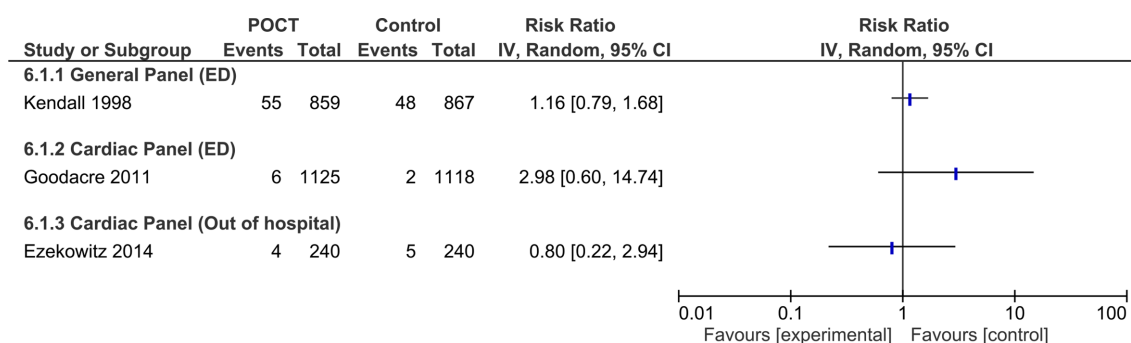 POCT Control Risk Ratio Risk Ratio
Study or Subgroup Events Total Events Total IV, Random, 95% CI IV, Random, 95% CI
6.1.1 General Panel (ED)
Kendall 1998 55 859 48 867 1.16 [0.79, 1.68]
6.1.2 Cardiac Panel (ED)
Goodacre 2011 6 1125 2 1118 2.98 [0.60, 14.74]
6.1.3 Cardiac Panel (Out of hospital)
Ezekowitz 2014 4 240 5 240 0.80 [0.22, 2.94]
0.01 0.1 1 10 100
Favours [experimental] Favours [control]